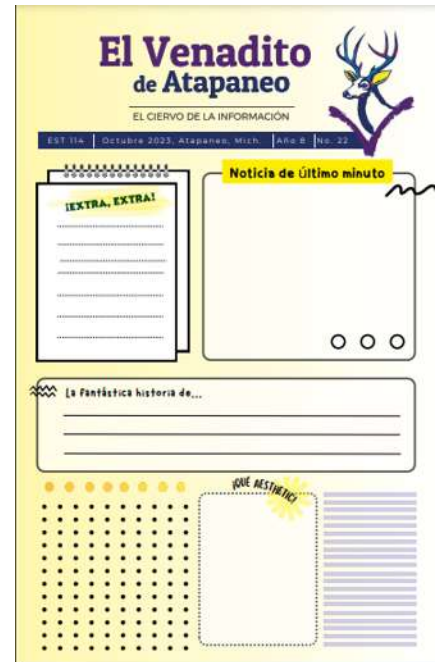 El Venadito
de Atapaneo
EL CIERVO DE LA INFORMACIÓN
EST 114 | Octubre 2023, Atapaneo, Mich. | Año 8 | No. 22
¡EXTRA, EXTRA!
Noticia de último minuto
La fantástica historia de...
¡QUÉ AESTHETIC!